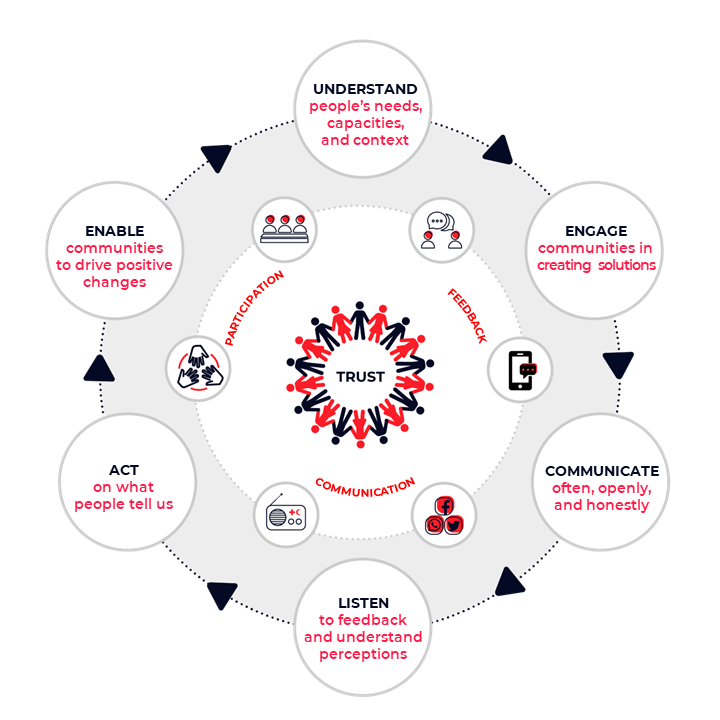 UNDERSTAND
people's needs,
capacities,
and context
ENGAGE
communities in
creating solutions
COMMUNICATE
often, openly,
and honestly
LISTEN
to feedback
and understand
perceptions
ACT
on what
people tell us
ENABLE
communities
to drive positive
changes
PARTICIPATION
FEEDBACK
COMMUNICATION
TRUST